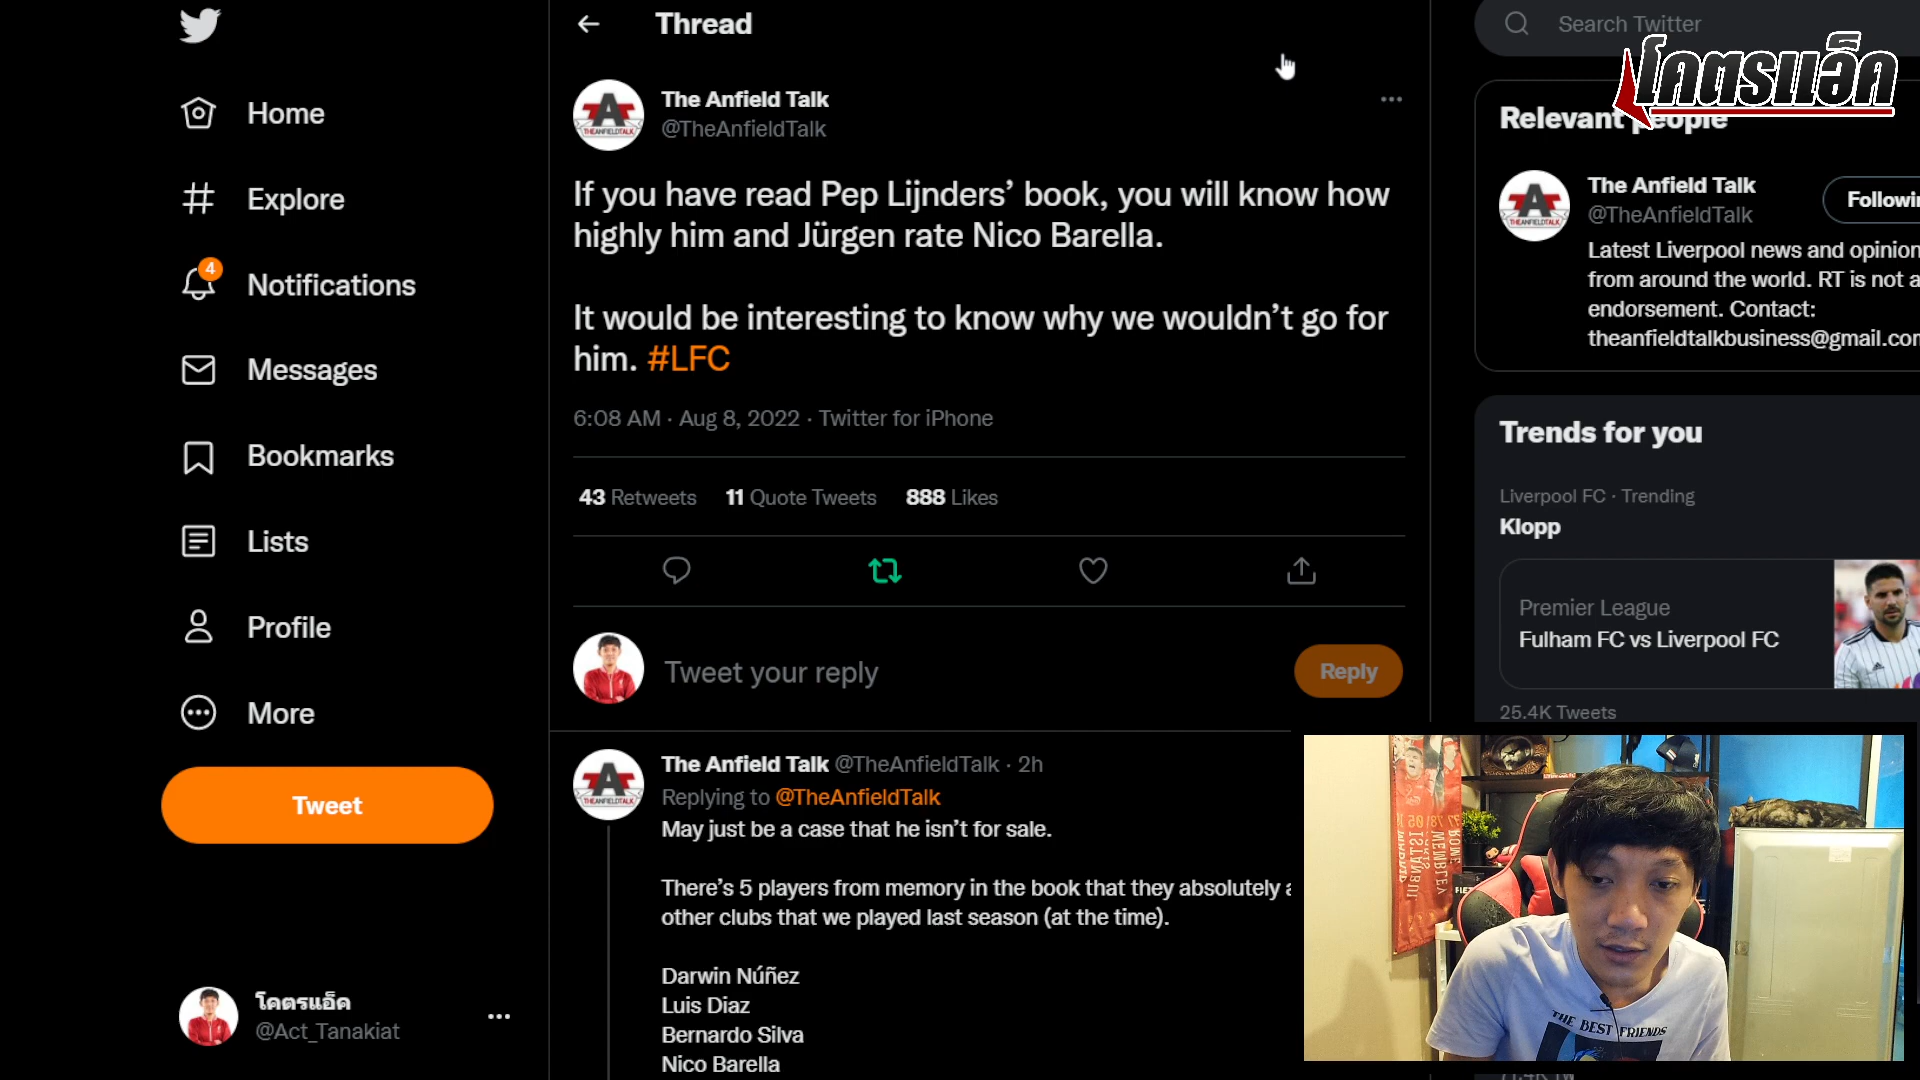 Thread
Search Twitter
โคตรแอ็ค
Home
Explore
4
Notifications
Messages
Bookmarks
Lists
Profile
More
Tweet
โคตรแอ็ค
@Act_Tanakiat
The Anfield Talk
@TheAnfieldTalk
If you have read Pep Lijnders’ book, you will know how
highly him and Jürgen rate Nico Barella.
It would be interesting to know why we wouldn’t go for
him. #LFC
6:08 AM · Aug 8, 2022 · Twitter for iPhone
43 Retweets 11 Quote Tweets 888 Likes
Tweet your reply
Reply
The Anfield Talk @TheAnfieldTalk · 2h
Replying to @TheAnfieldTalk
May just be a case that he isn’t for sale.
There’s 5 players from memory in the book that they absolutely
other clubs that we played last season (at the time).
Darwin Núñez
Luis Diaz
Bernardo Silva
Nico Barella
Relevant people
The Anfield Talk
@TheAnfieldTalk
Followin
Latest Liverpool news and opinion
from around the world. RT is not a
endorsement. Contact:
theanfieldtalkbusiness@gmail.com
Trends for you
Liverpool FC · Trending
Klopp
Premier League
Fulham FC vs Liverpool FC
25.4K Tweets
THE BEST FRIENDS